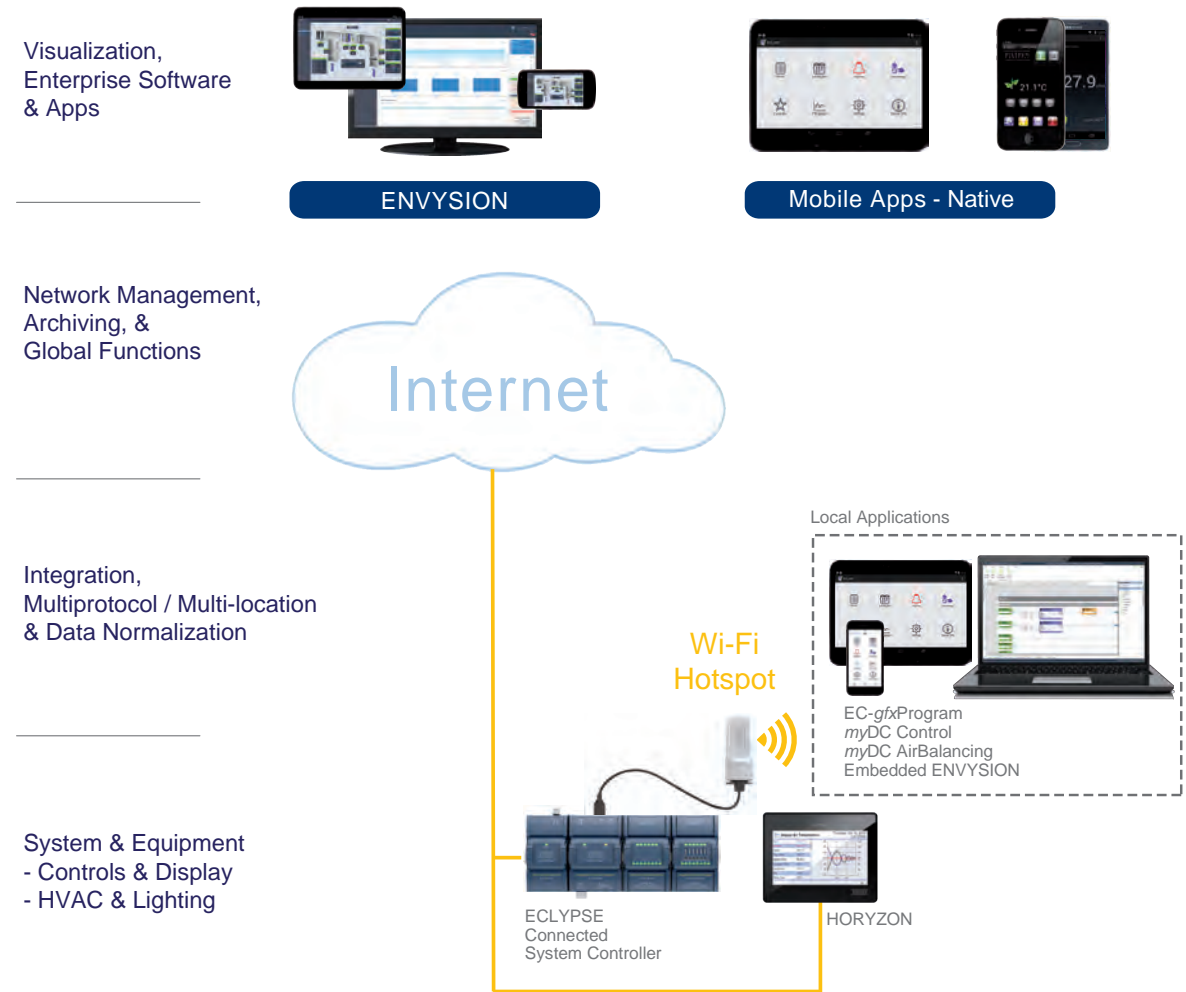 Visualization,
Enterprise Software
& Apps
ENVYSION
21.1°C
27.9
Mobile Apps - Native
Network Management,
Archiving, &
Global Functions
Internet
Integration,
Multiprotocol / Multi-location
& Data Normalization
Local Applications
Wi-Fi
Hotspot
EC-gfxProgram
myDC Control
myDC AirBalancing
Embedded ENVYSION
System & Equipment
- Controls & Display
- HVAC & Lighting
ECLYPSE
Connected
System Controller
HORYZON